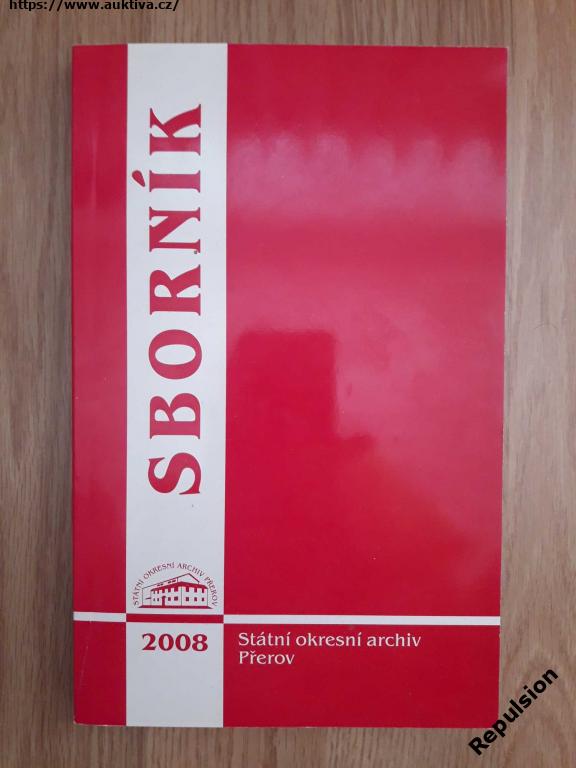 https://www.auktiva.cz/
SBORNÍK
STÁTNÍ OKRESNÍ ARCHIV PŘEROV
2008
Státní okresní archiv
Přerov
Repulsion